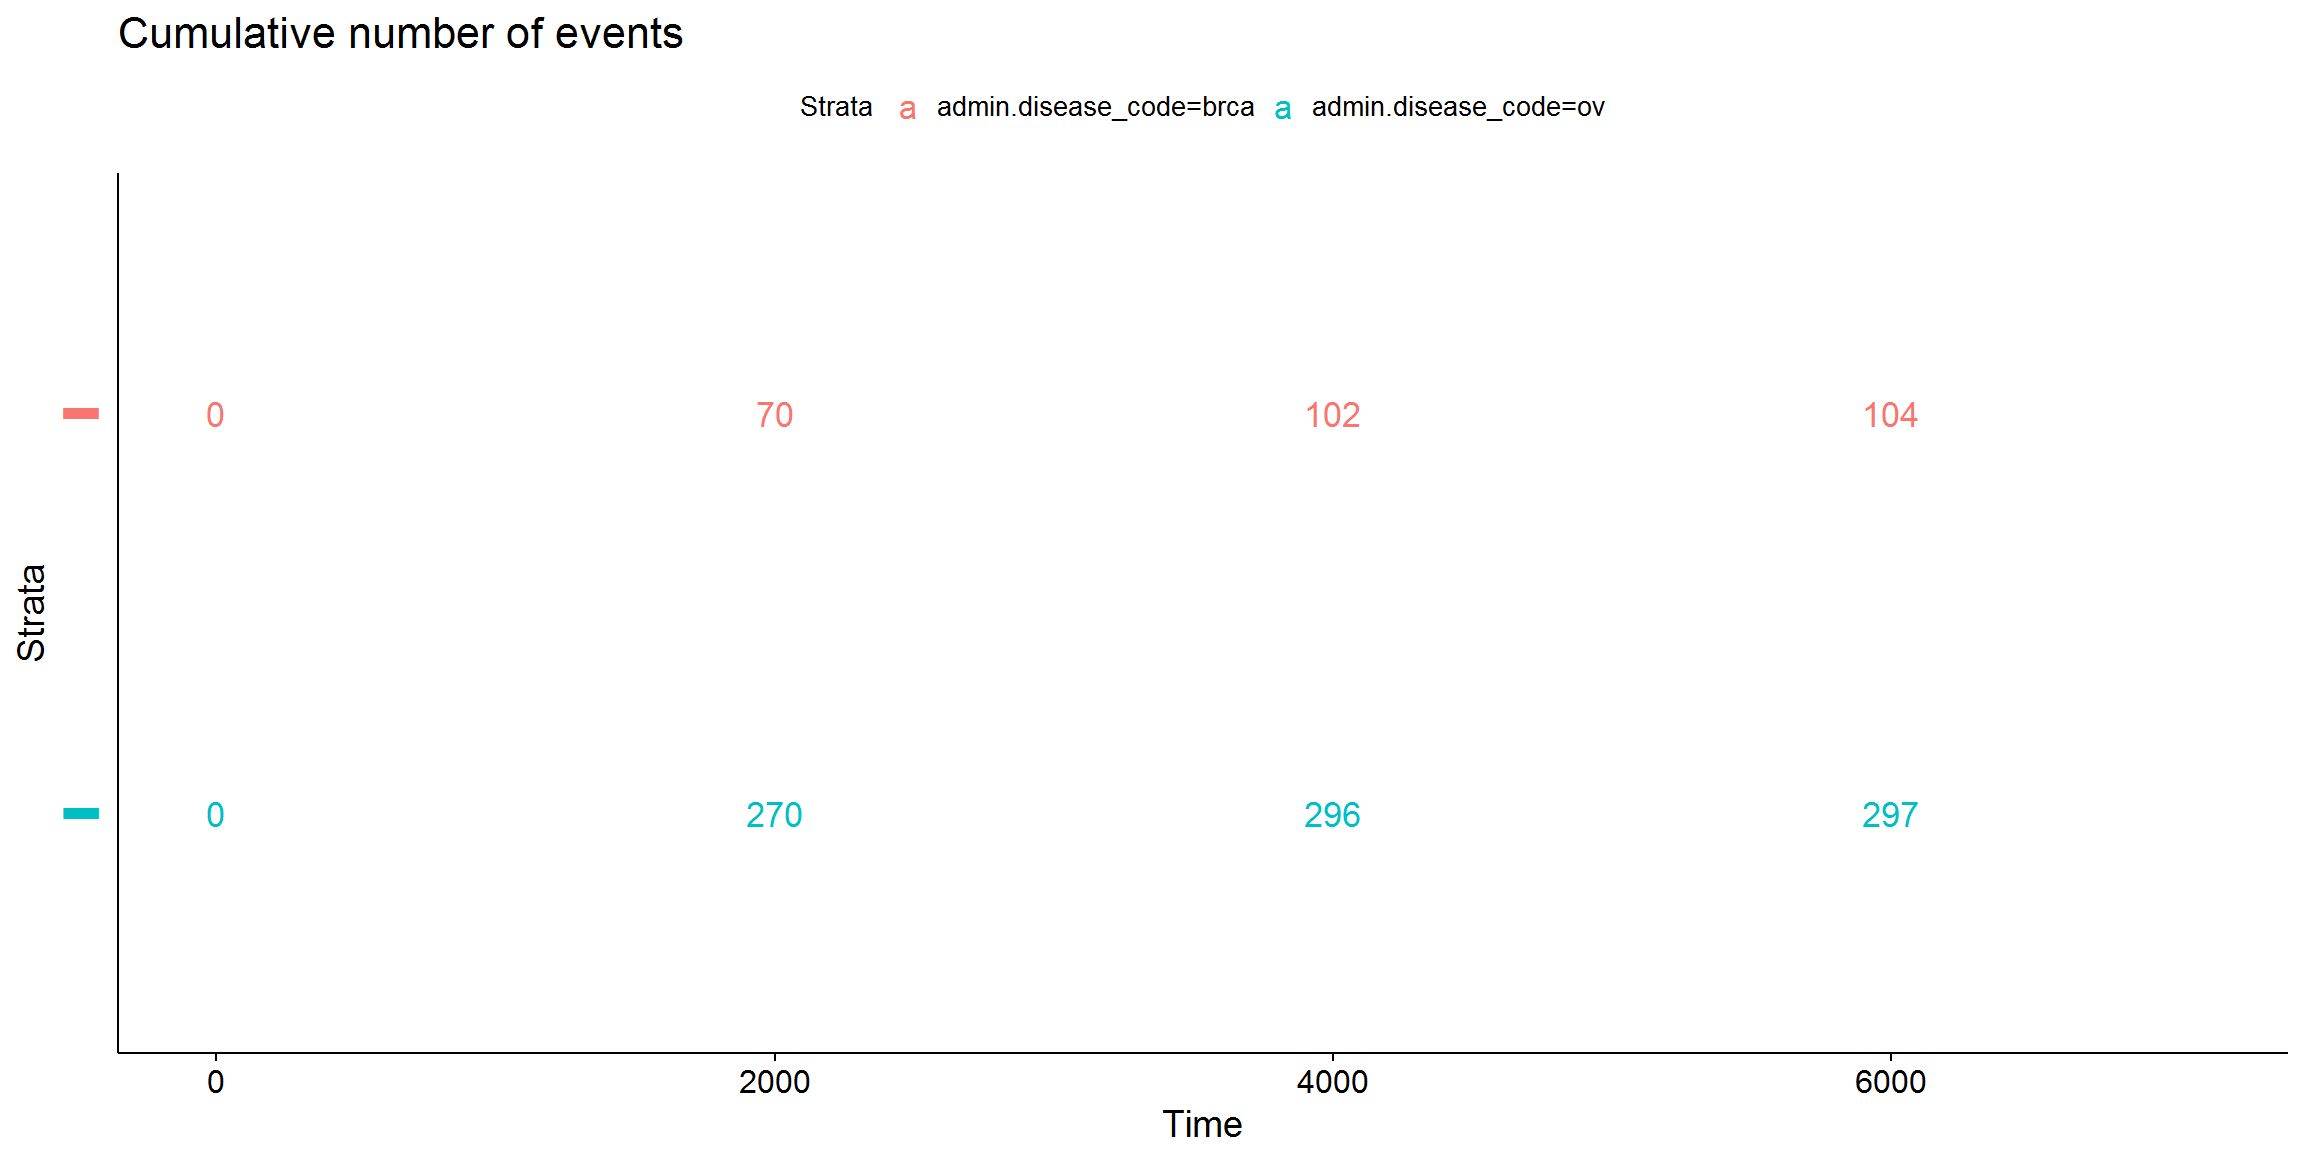 Cumulative number of events
Strata a admin.disease_code=brca a admin.disease_code=ov
0 70 102 104
Strata
0 270 296 297
0 2000 4000 6000
Time